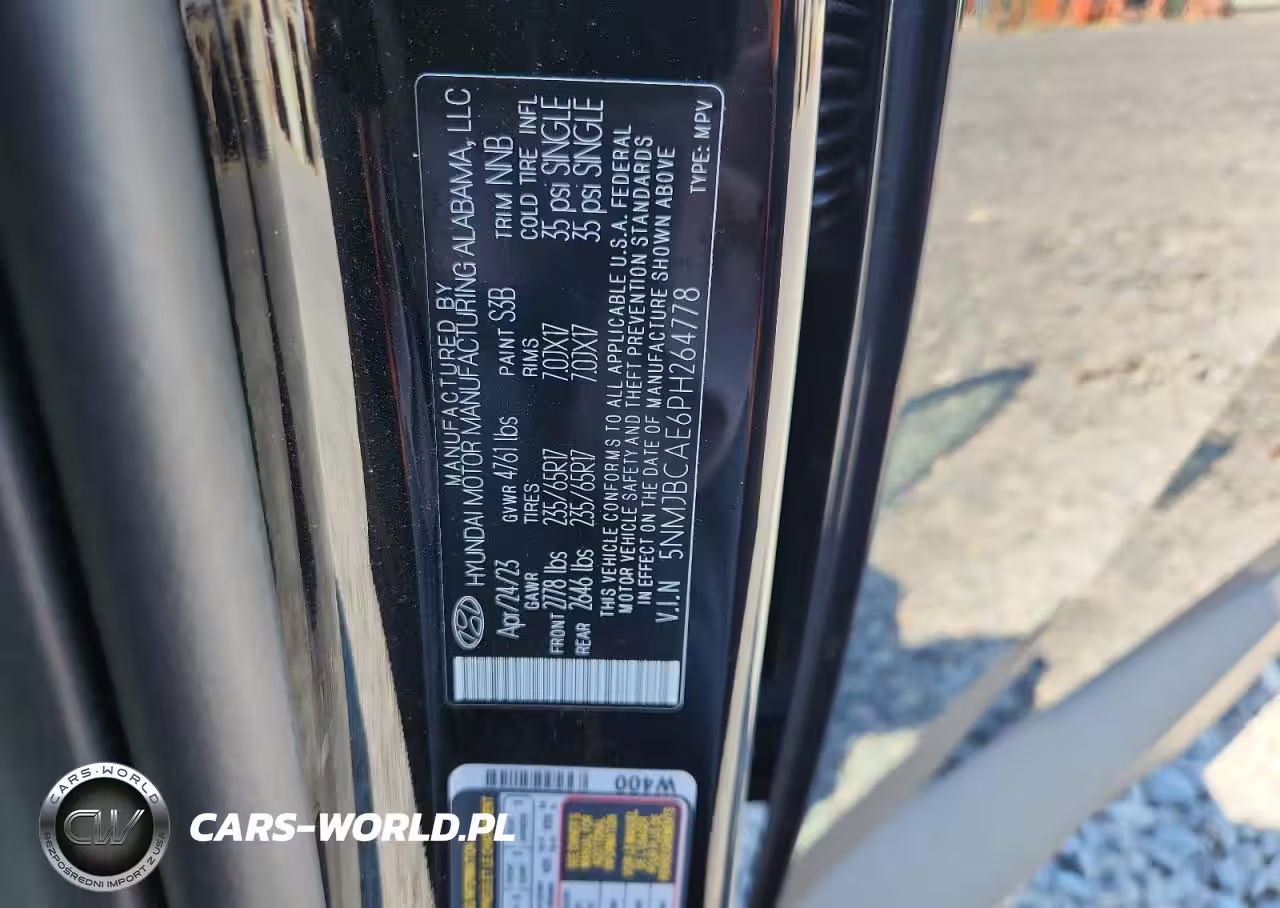 MANUFACTURED BY
HYUNDAI MOTOR MANUFACTURING ALABAMA, LLC
Apr/24/23 GVWR 4761 lbs PAINT S3B TRIM NNB
GAWR TIRES RIMS COLD TIRE INFL
FRONT 2778 lbs 235/65R17 7.0JX17 35 psi SINGLE
REAR 2646 lbs 235/65R17 7.0JX17 35 psi SINGLE
THIS VEHICLE CONFORMS TO ALL APPLICABLE U.S.A. FEDERAL
MOTOR VEHICLE SAFETY AND THEFT PREVENTION STANDARDS
IN EFFECT ON THE DATE OF MANUFACTURE SHOWN ABOVE
V.I.N 5NMJBCAE6PH264778 TYPE: MPV
W400
CARS-WORLD
CW
BEZPOŚREDNI IMPORT Z USA
CARS-WORLD.PL